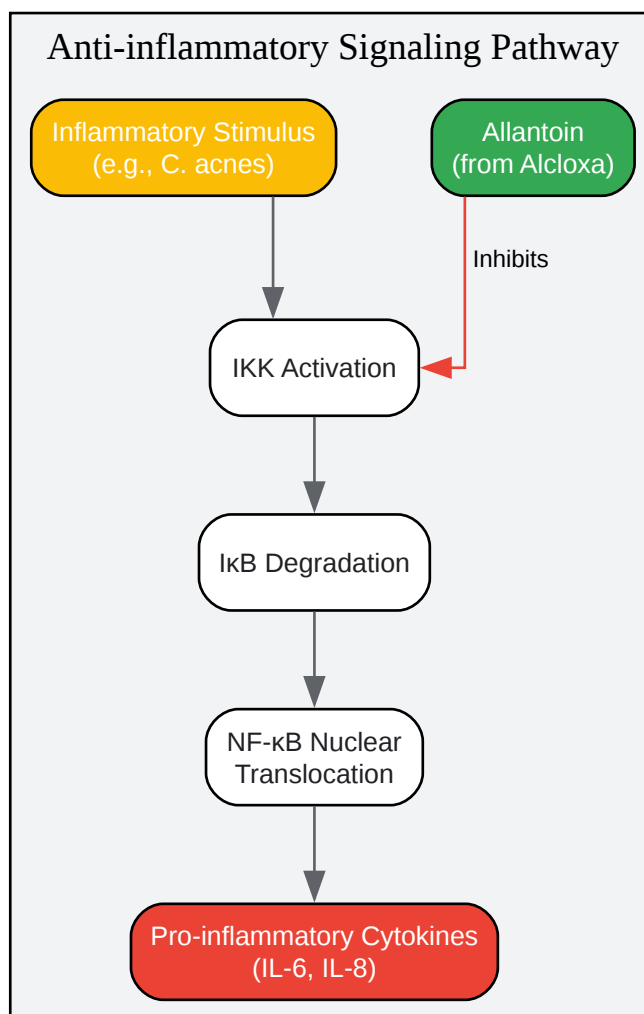 Anti-inflammatory Signaling Pathway
Inflammatory Stimulus
(e.g., C. acnes)
Allantoin
(from Alcloxa)
Inhibits
IKK Activation
IκB Degradation
NF-κB Nuclear
Translocation
Pro-inflammatory Cytokines
(IL-6, IL-8)